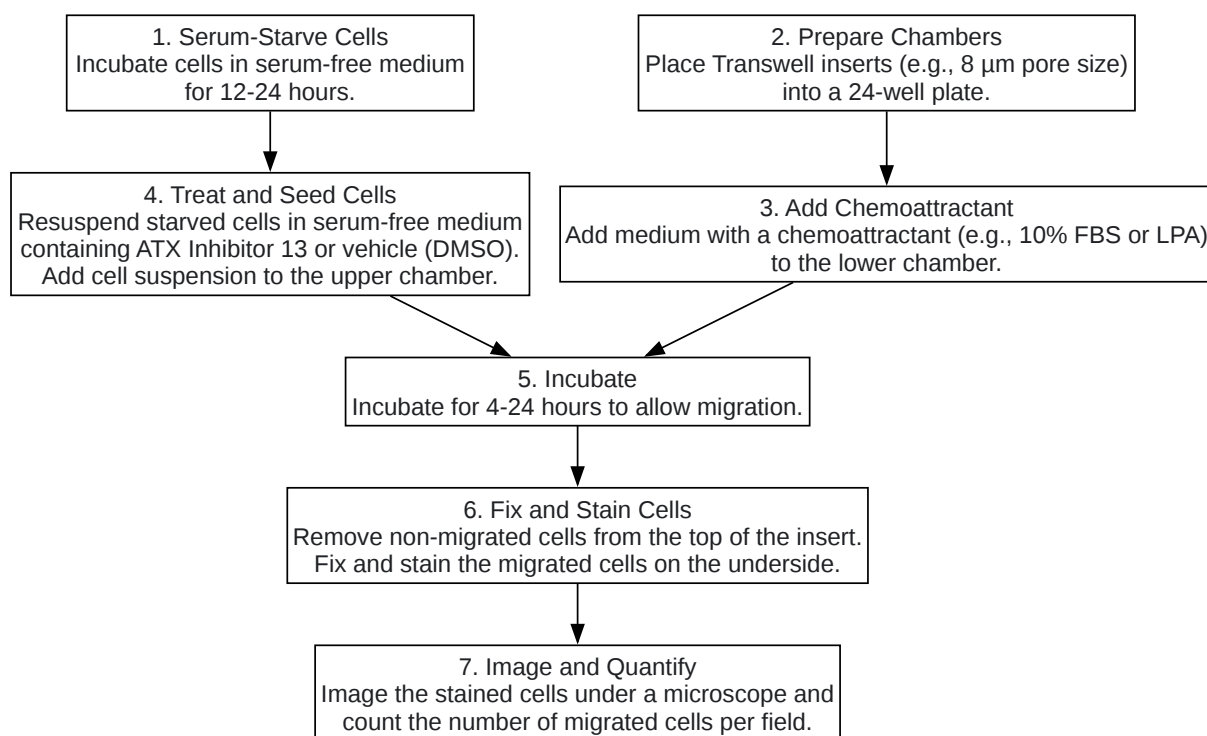 1. Serum-Starve Cells
Incubate cells in serum-free medium
for 12-24 hours.
2. Prepare Chambers
Place Transwell inserts (e.g., 8 µm pore size)
into a 24-well plate.
4. Treat and Seed Cells
Resuspend starved cells in serum-free medium
containing ATX Inhibitor 13 or vehicle (DMSO).
Add cell suspension to the upper chamber.
3. Add Chemoattractant
Add medium with a chemoattractant (e.g., 10% FBS or LPA)
to the lower chamber.
5. Incubate
Incubate for 4-24 hours to allow migration.
6. Fix and Stain Cells
Remove non-migrated cells from the top of the insert.
Fix and stain the migrated cells on the underside.
7. Image and Quantify
Image the stained cells under a microscope and
count the number of migrated cells per field.